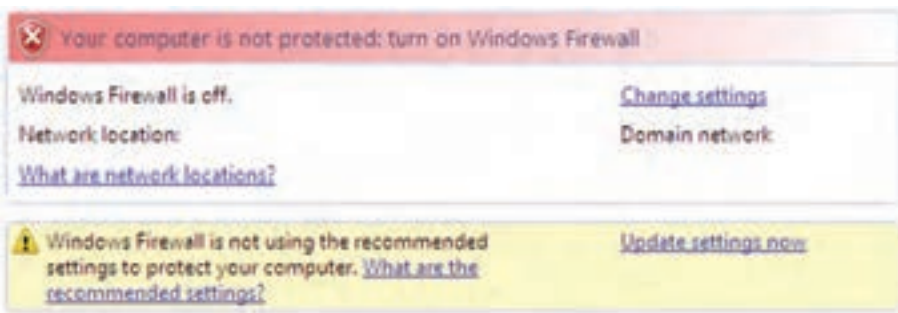 Your computer is not protected: turn on Windows Firewall
Windows Firewall is off.
Change settings
Network location:
Domain network
What are network locations?
Windows Firewall is not using the recommended
settings to protect your computer. What are the
recommended settings?
Update settings now